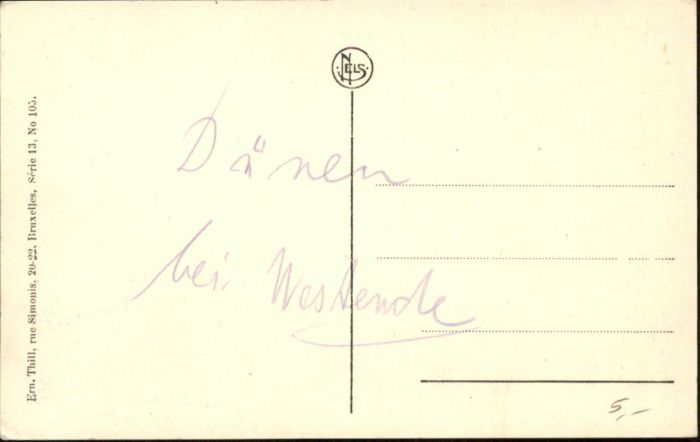 NELS
Ern. Thill, rue Simonis, 20-22, Bruxelles, Série 13, No 105.
Dünen
bei Westende
5,-